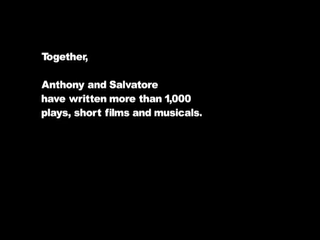 Together,
Anthony and Salvatore
have written more than 1,000
plays, short films and musicals.